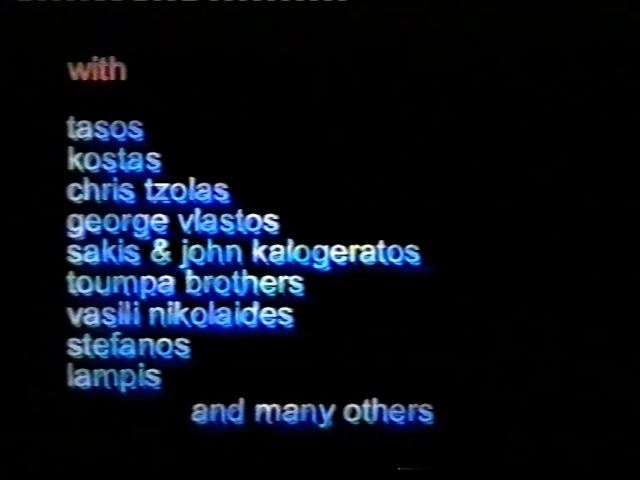 with
tasos
kostas
chris tzolas
george vlastos
sakis & john kalogeratos
toumpa brothers
vasili nikolaides
stefanos
lampis
and many others